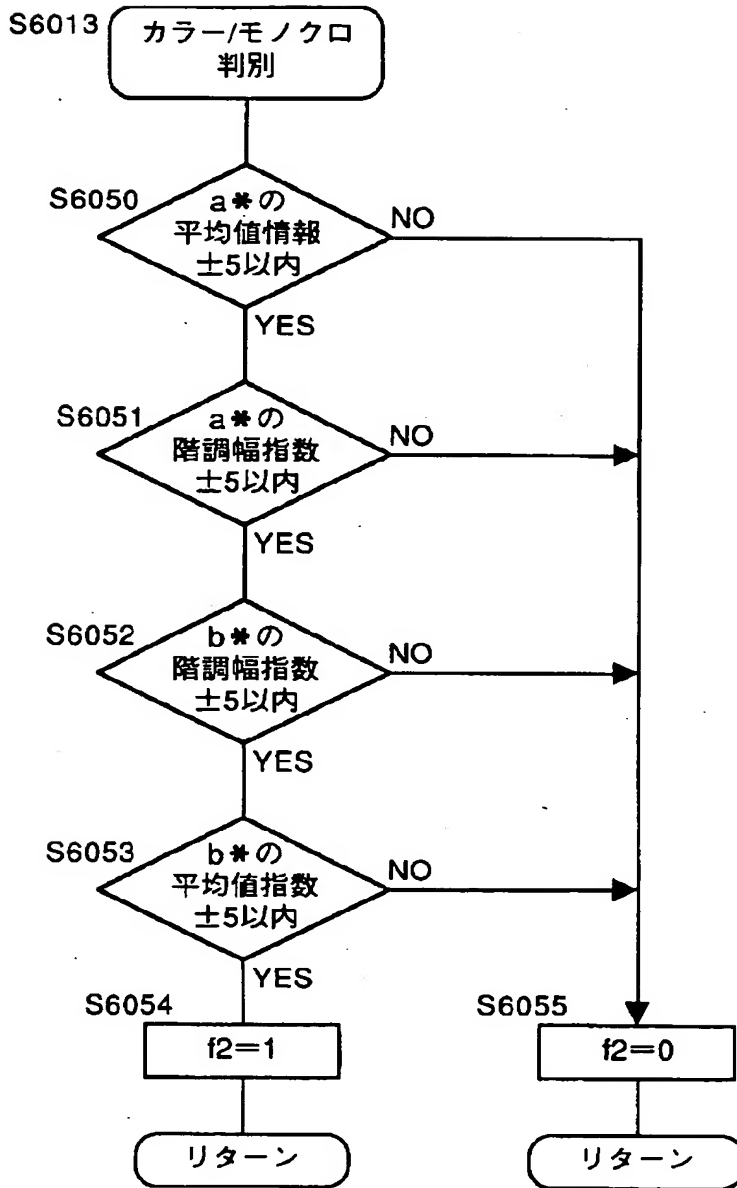 S6013
カラー/モノクロ
判別
S6050
a*の
平均値情報
±5以内
NO
YES
S6051
a*の
階調幅指数
±5以内
NO
YES
S6052
b*の
階調幅指数
±5以内
NO
YES
S6053
b*の
平均値指数
±5以内
NO
YES
S6054
f2=1
S6055
f2=0
リターン
リターン